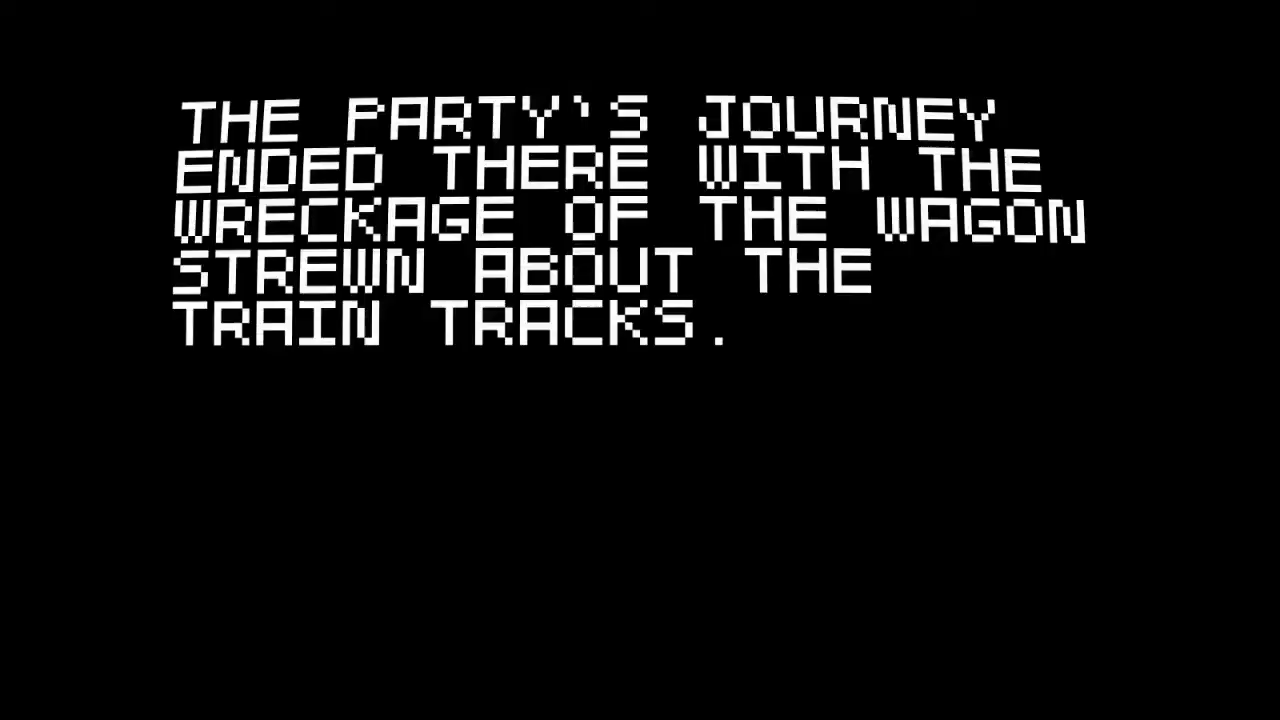 THE PARTY'S JOURNEY
ENDED THERE WITH THE
WRECKAGE OF THE WAGON
STREWN ABOUT THE
TRAIN TRACKS.